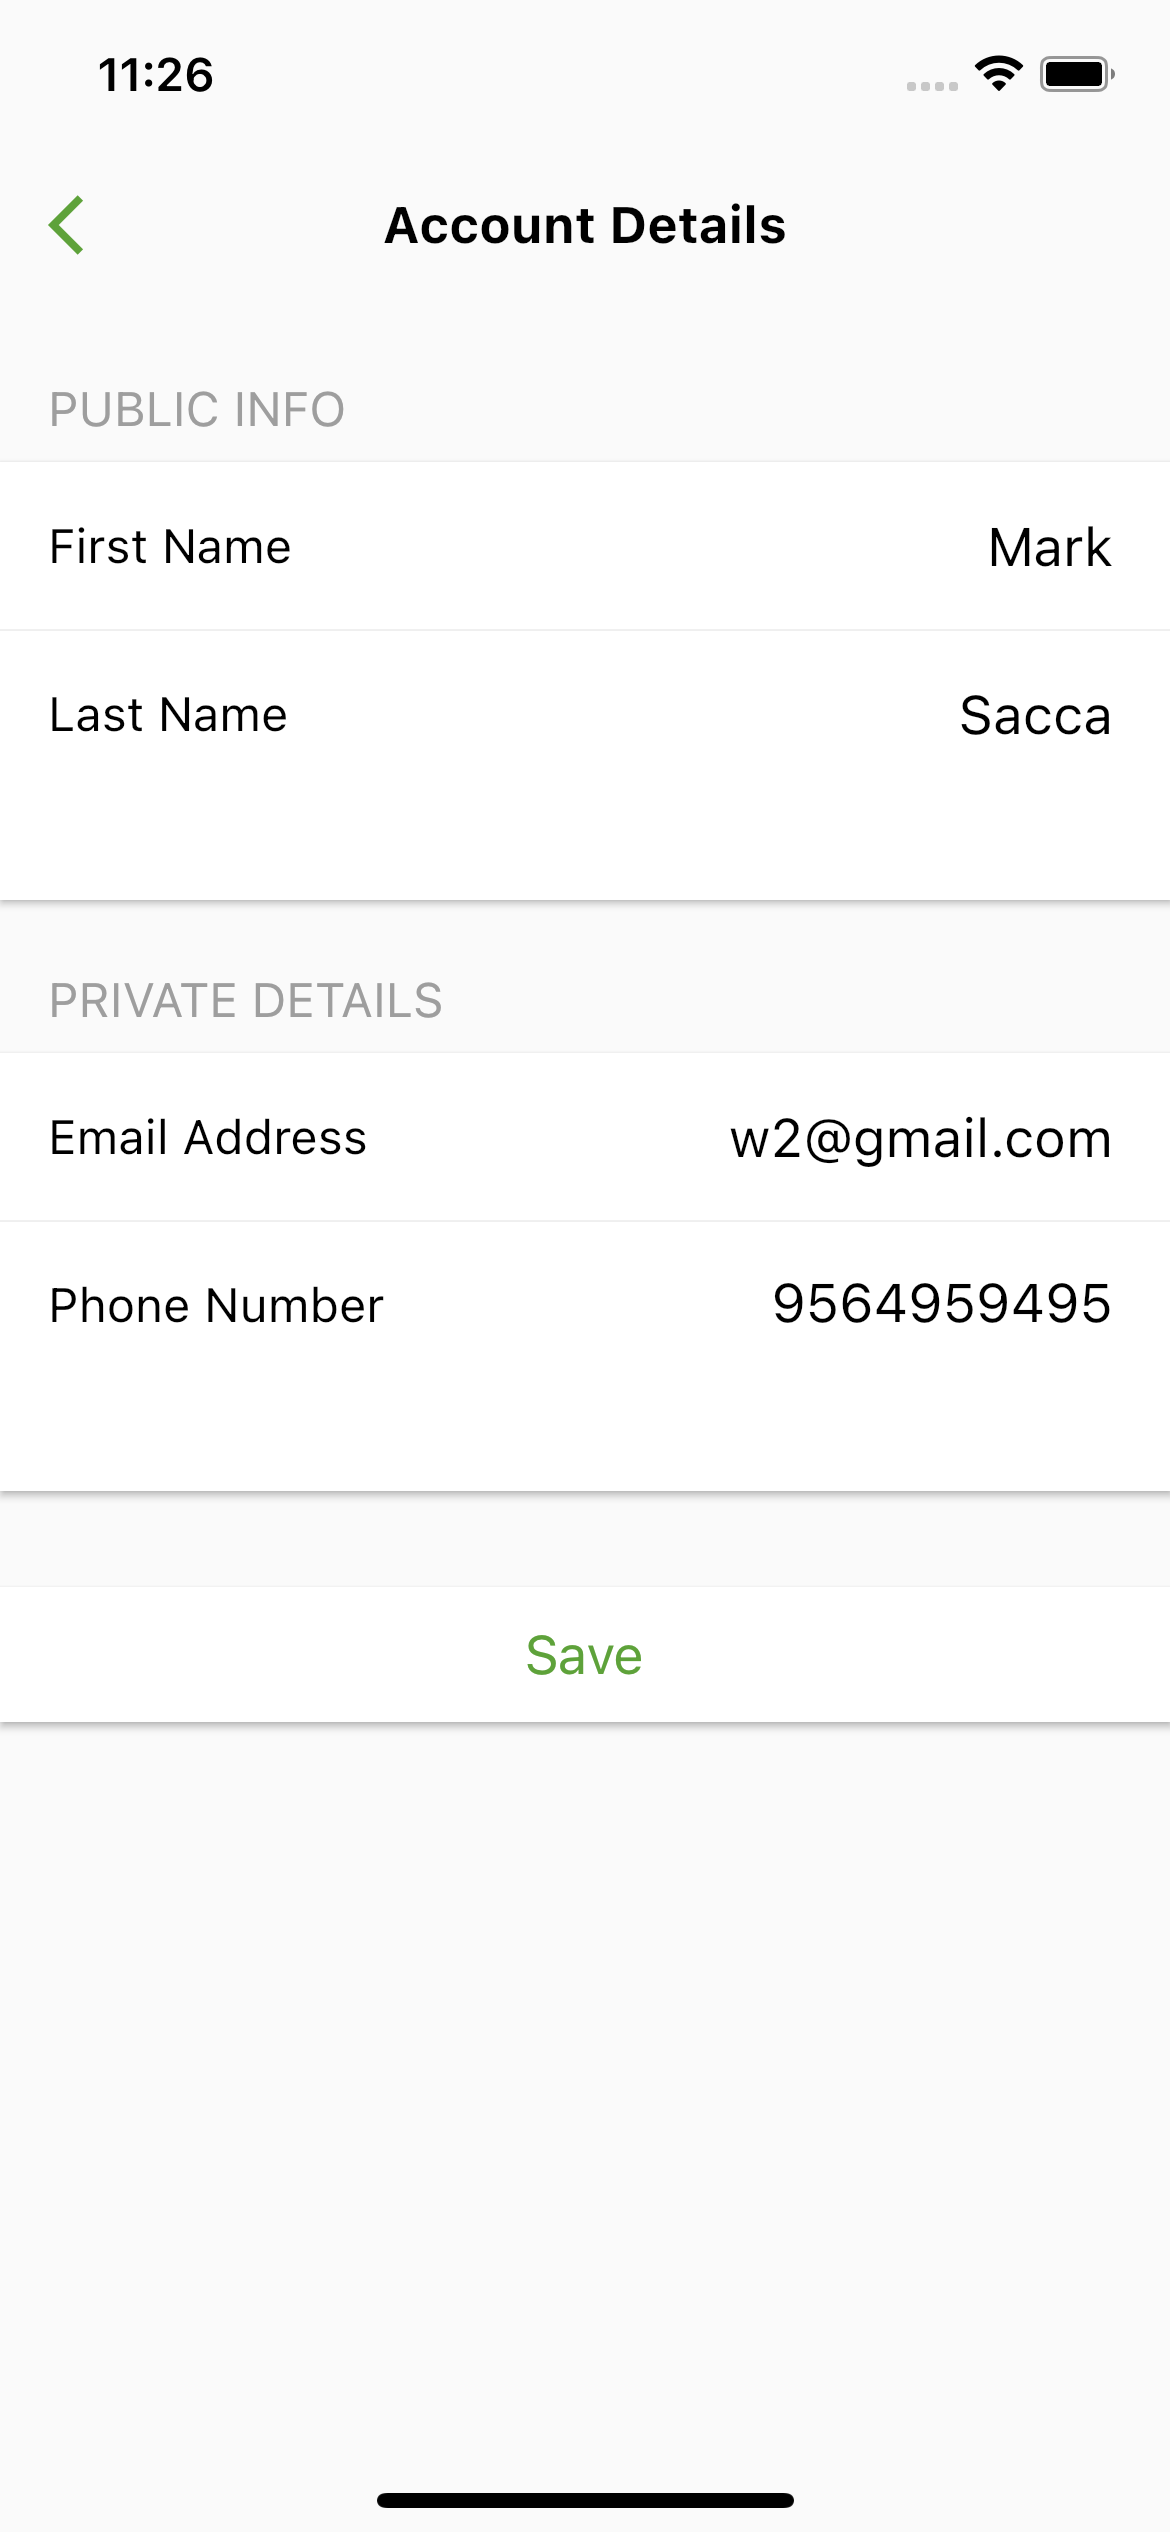 11:26
Account Details
PUBLIC INFO
First Name Mark
Last Name Sacca
PRIVATE DETAILS
Email Address w2@gmail.com
Phone Number 9564959495
Save